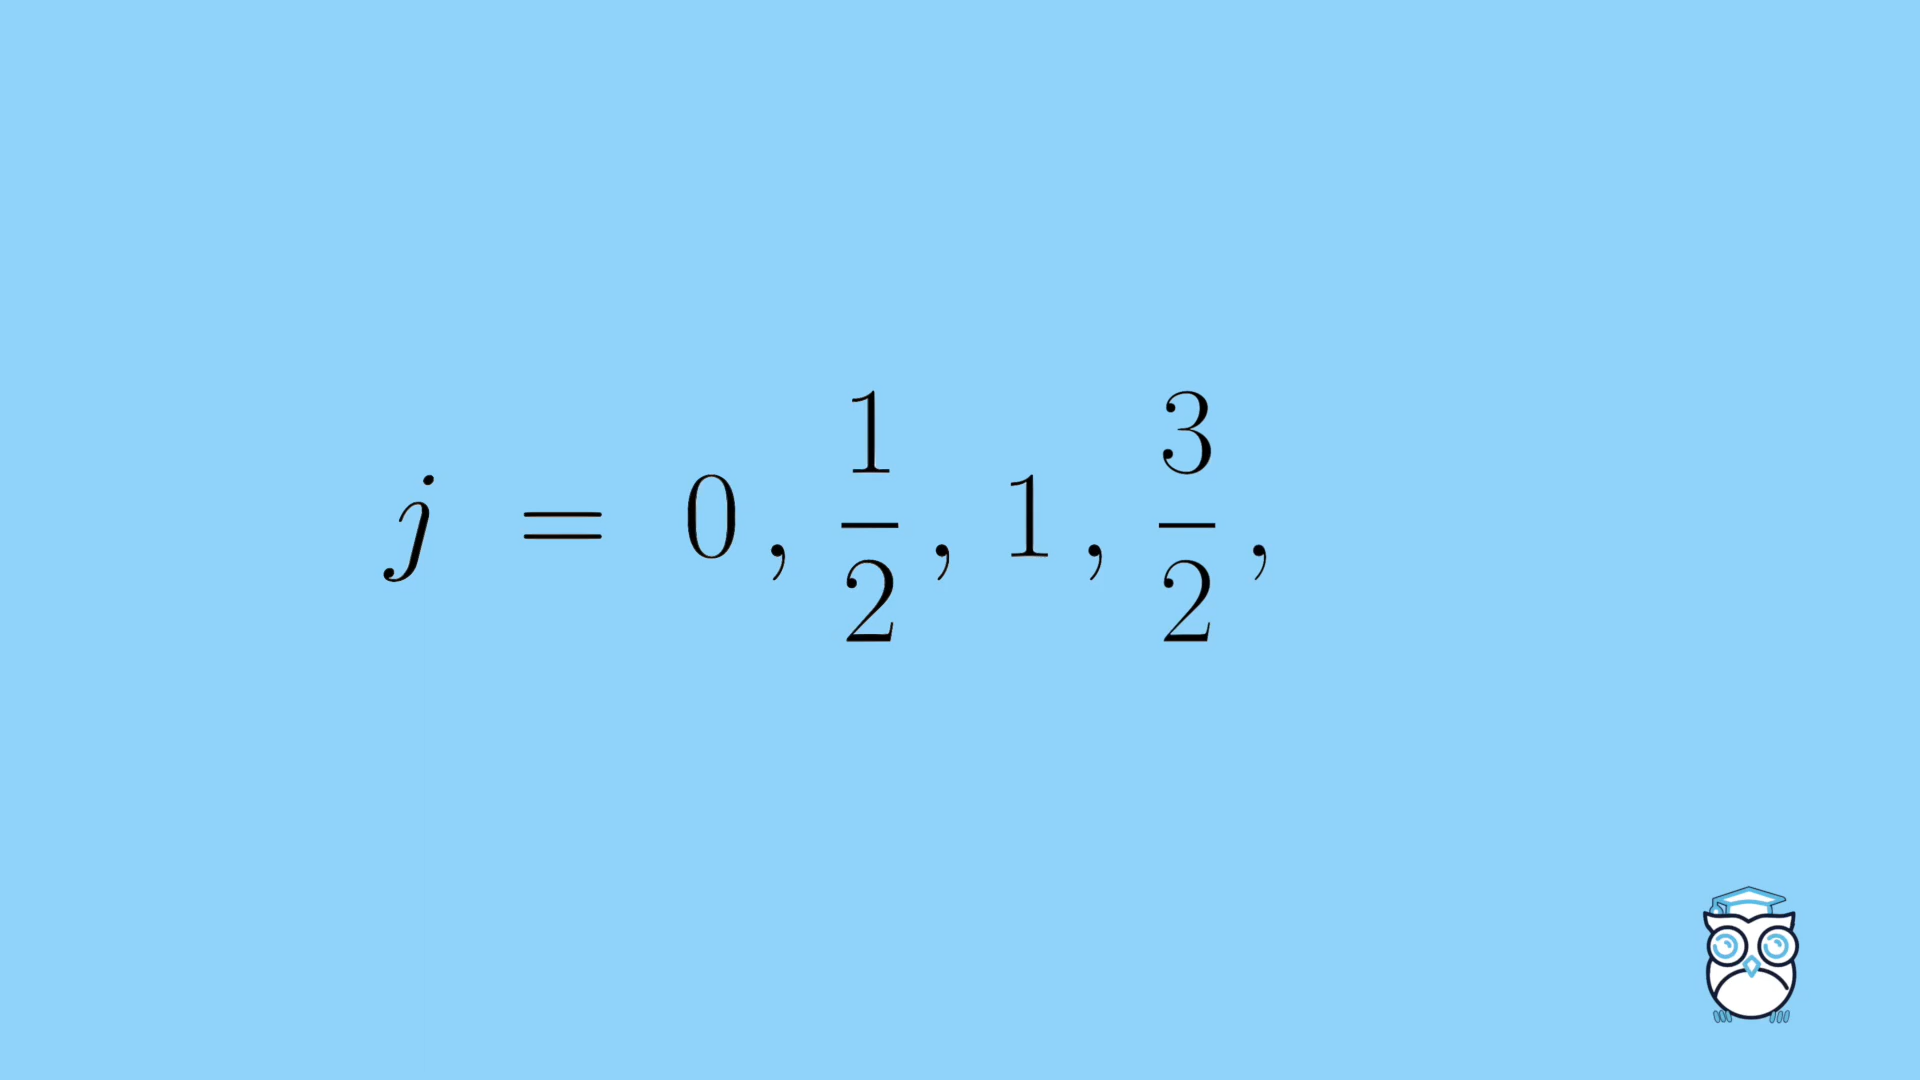 j = 0, 1/2, 1, 3/2,